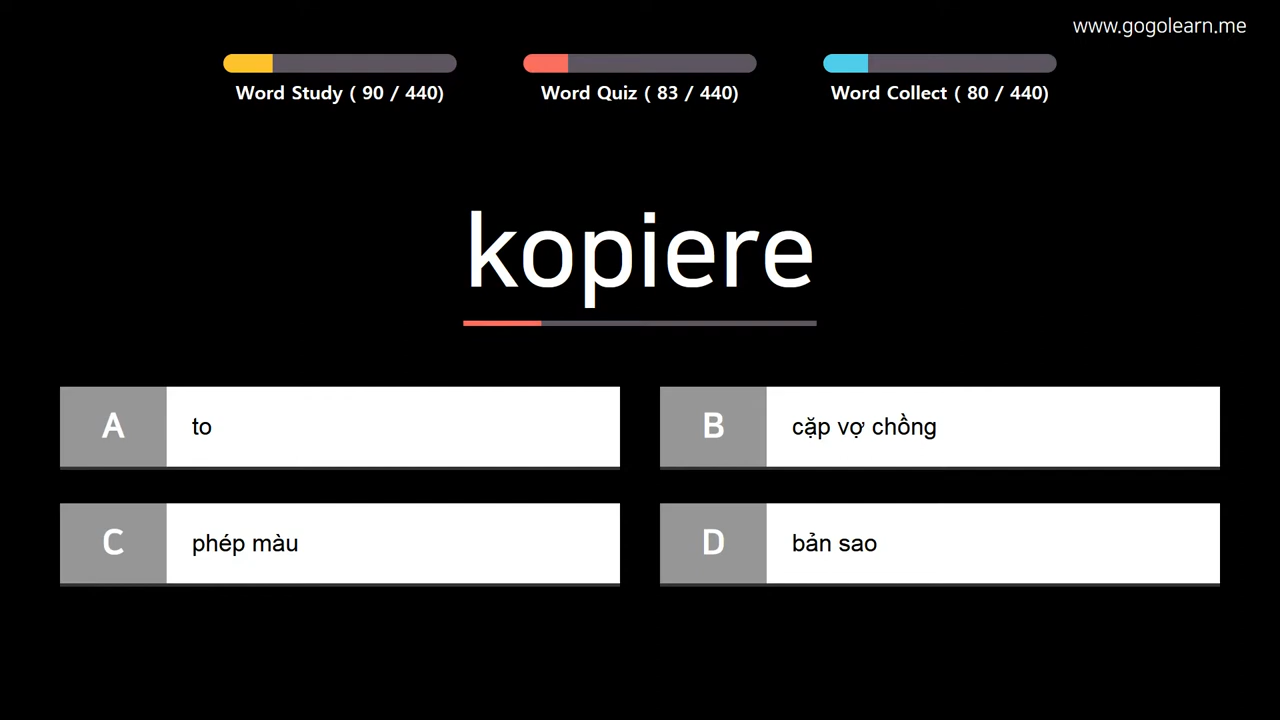 www.gogolearn.me
Word Study ( 90 / 440)
Word Quiz ( 83 / 440)
Word Collect ( 80 / 440)
kopiere
A to
B cặp vợ chồng
C phép màu
D bản sao